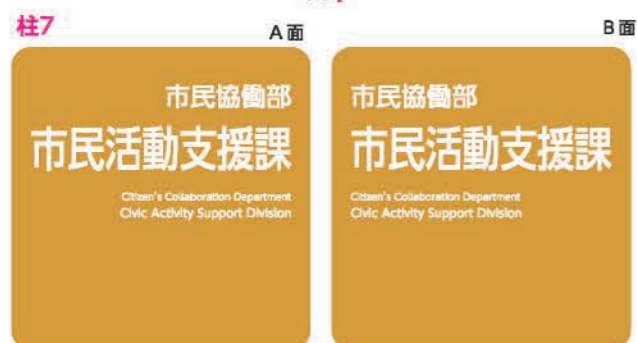 柱7
A面
市民協働部
市民活動支援課
Citizen's Collaboration Department
Civic Activity Support Division
B面
市民協働部
市民活動支援課
Citizen's Collaboration Department
Civic Activity Support Division